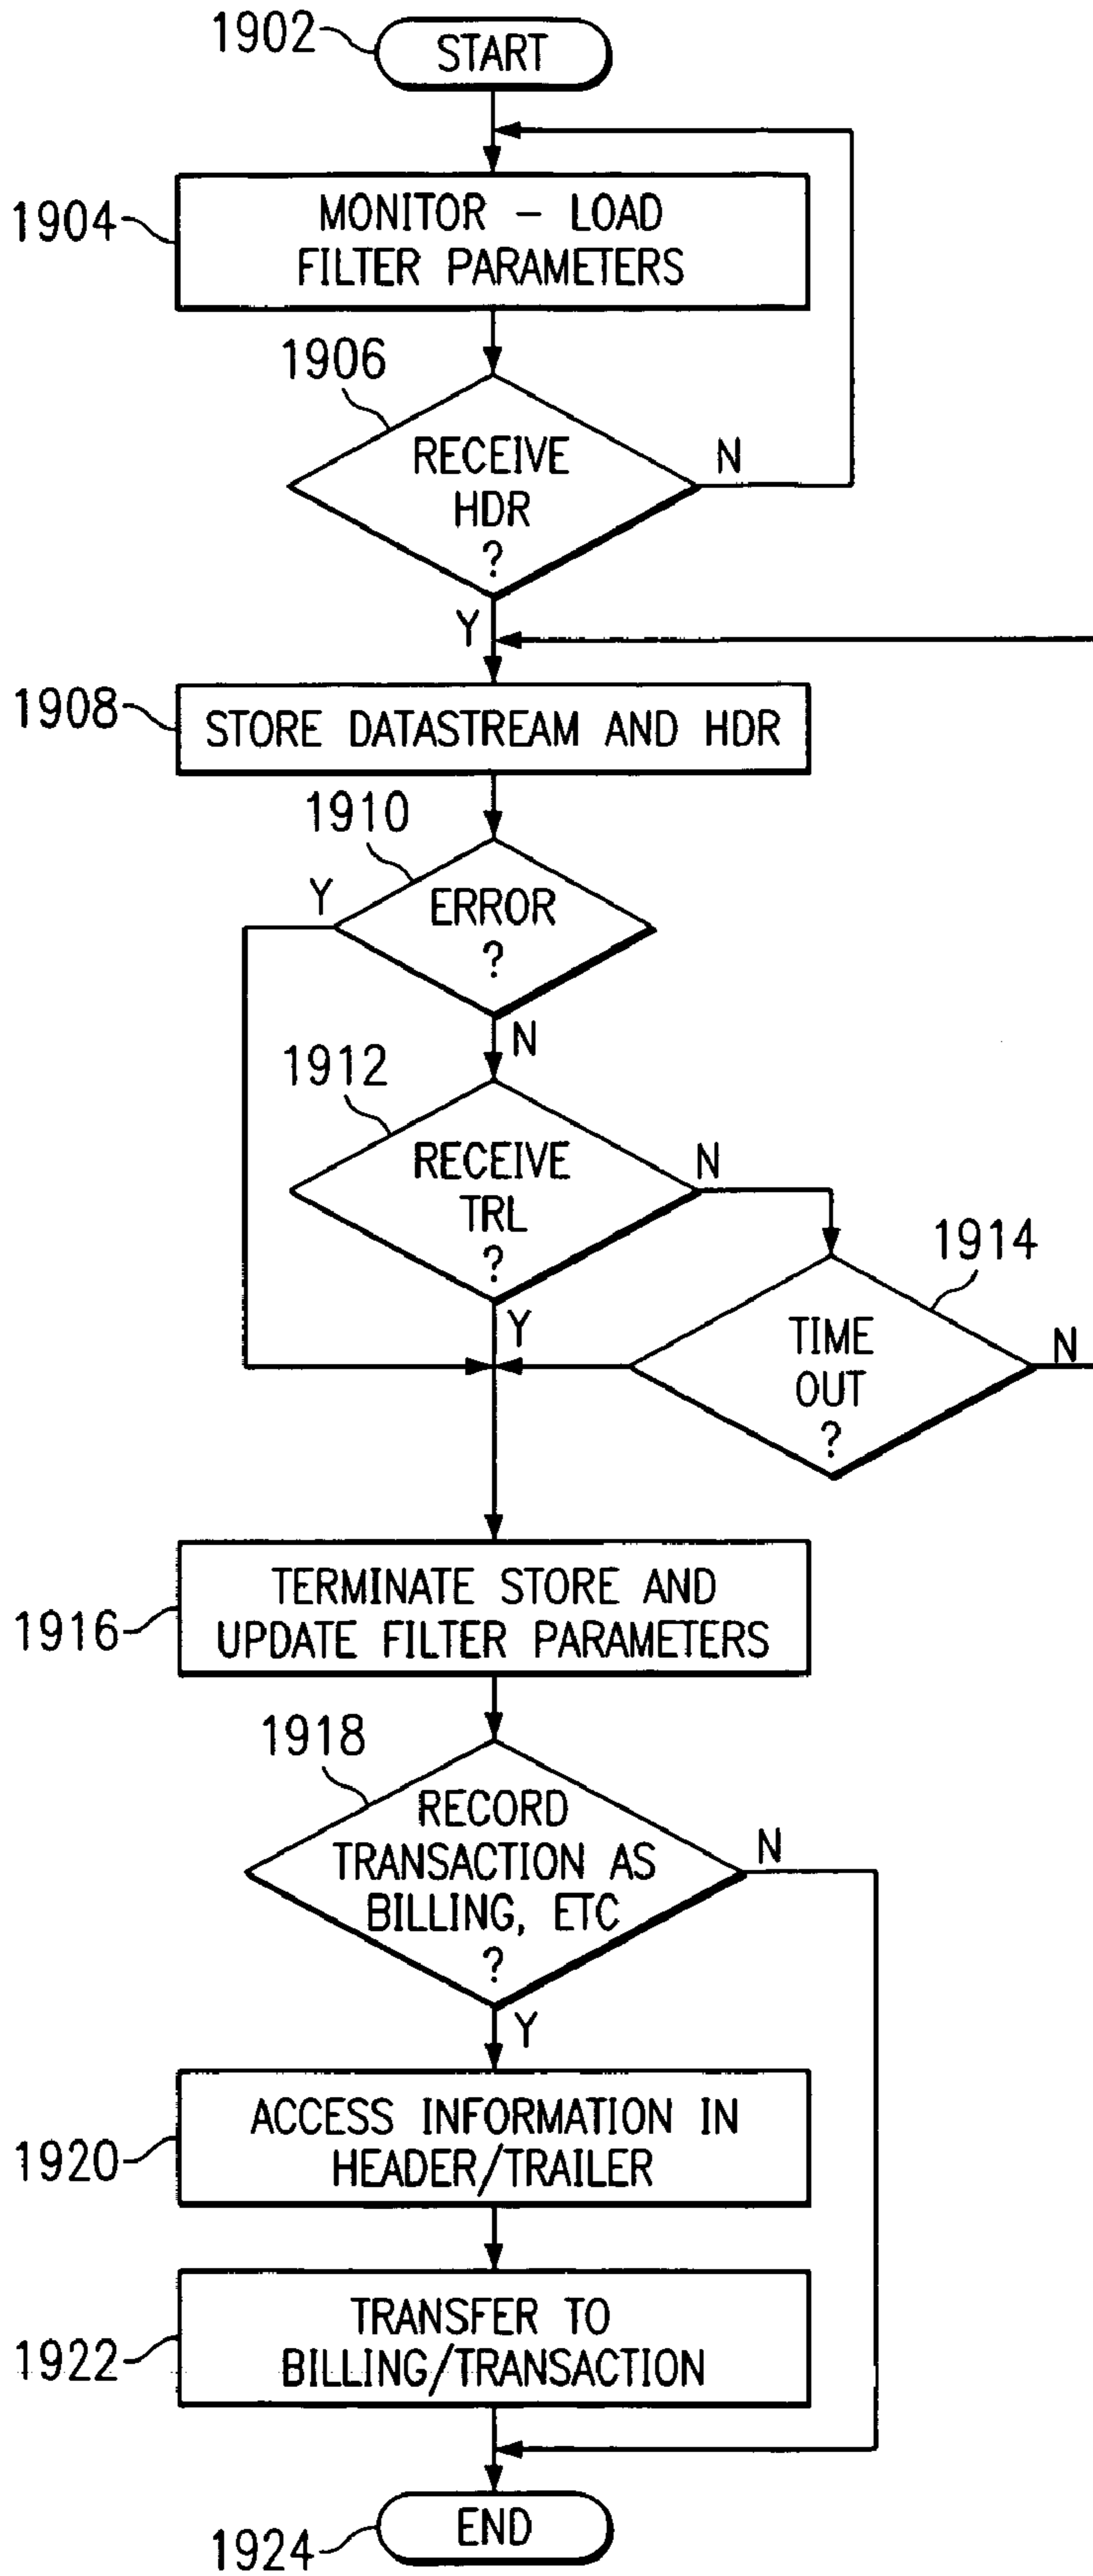 1902
START
1904
MONITOR – LOAD
FILTER PARAMETERS
1906
RECEIVE
HDR
?
N
Y
1908
STORE DATASTREAM AND HDR
1910
Y
ERROR
?
N
1912
RECEIVE
TRL
?
N
Y
1914
TIME
OUT
?
N
1916
TERMINATE STORE AND
UPDATE FILTER PARAMETERS
1918
RECORD
TRANSACTION AS
BILLING, ETC
?
N
Y
1920
ACCESS INFORMATION IN
HEADER/TRAILER
1922
TRANSFER TO
BILLING/TRANSACTION
1924
END